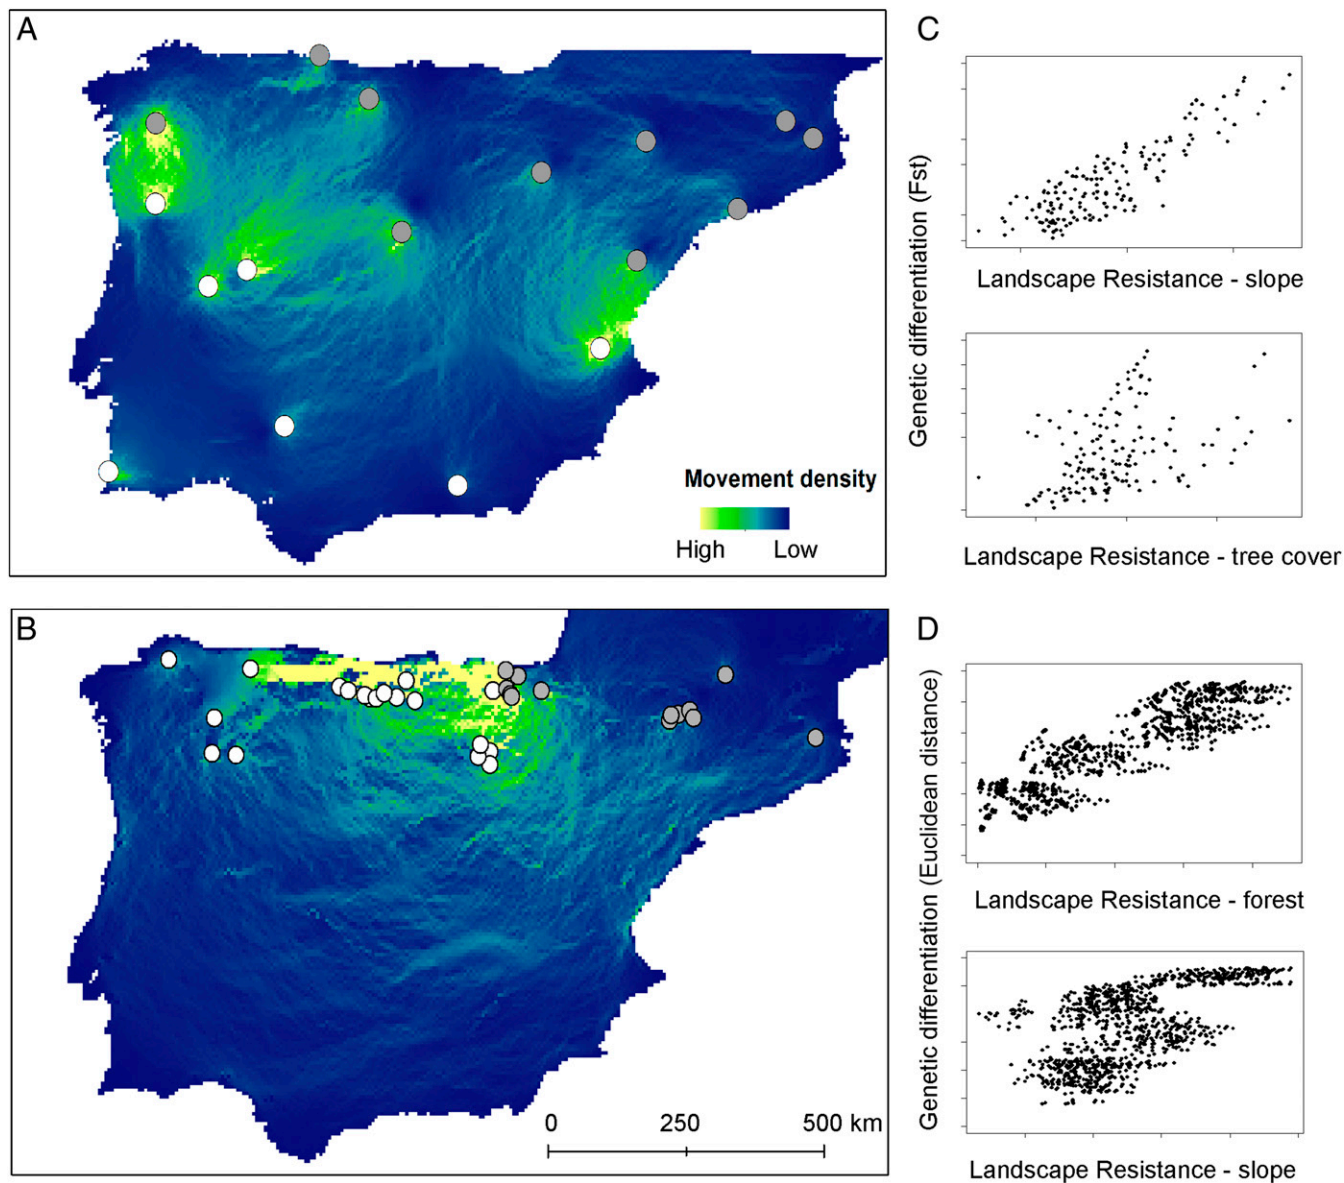 A
Movement density
High
Low
B
0
250
500 km
C
Genetic differentiation (Fst)
Landscape Resistance - slope
Landscape Resistance - tree cover
D
Genetic differentiation (Euclidean distance)
Landscape Resistance - forest
Landscape Resistance - slope